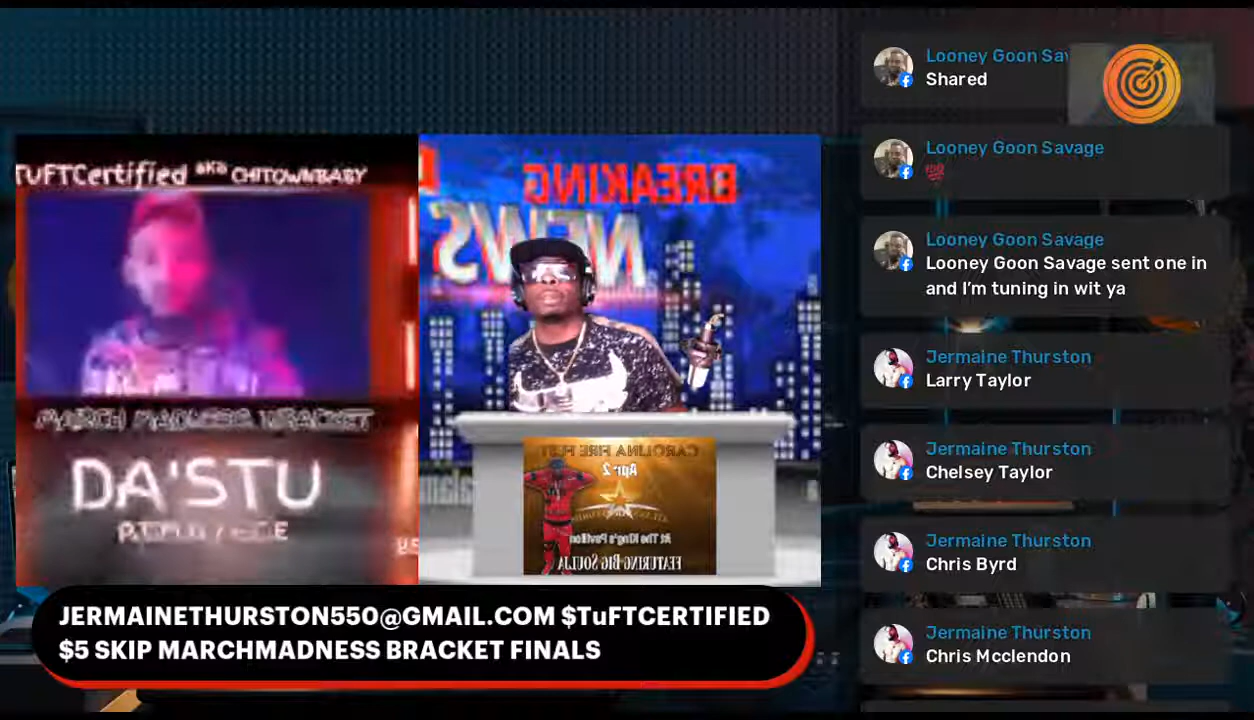 TUFTCertified aka CHITOWNBABY
MARCH MADNESS BRACKET
DA'STU
BREAKING
NEWS
CAROLINA FIRE FEST
Apr 2
At The King's Pavilion
FEATURING BIG SOULJA
JERMAINETHURSTON550@GMAIL.COM $TuFTCERTIFIED
$5 SKIP MARCHMADNESS BRACKET FINALS
Looney Goon Sav
Shared
Looney Goon Savage
💯
Looney Goon Savage
Looney Goon Savage sent one in
and I’m tuning in wit ya
Jermaine Thurston
Larry Taylor
Jermaine Thurston
Chelsey Taylor
Jermaine Thurston
Chris Byrd
Jermaine Thurston
Chris Mcclendon